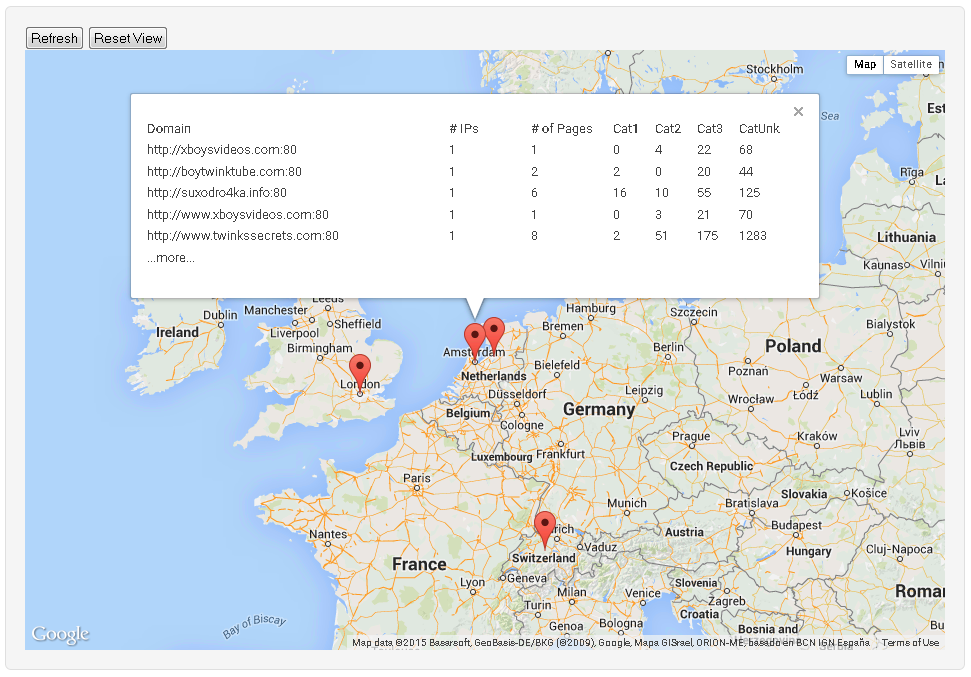 Refresh Reset View
Map Satellite
Stockholm
Sea
Domain # IPs # of Pages Cat1 Cat2 Cat3 CatUnk
http://xboysvideos.com:80 1 1 0 4 22 68
http://boytwinktube.com:80 1 2 2 0 20 44
http://suxodro4ka.info:80 1 6 16 10 55 125
http://www.xboysvideos.com:80 1 1 0 3 21 70
http://www.twinkssecrets.com:80 1 8 2 51 175 1283
...more...
Est
Rīga
Lithuania
Kaunas Vilni
Leeds
Manchester Hamburg Szczecin
Dublin Sheffield
Ireland Liverpool Bremen Białystok
Birmingham Amsterdam Berlin Poland
Netherlands Bielefeld Poznań Warsaw
London Düsseldorf Leipzig Wrocław Łódź Lublin
Belgium Germany
Cologne
Prague Kraków Lviv
Львів
Luxembourg Frankfurt Czech Republic
Paris
Slovakia Košice
Munich Bratislava
Nantes Austria Budapest
Switzerland Vaduz Hungary Cluj-Napoca
France Geneva Slovenia
Lyon Milan Venice Zagreb Romar
Turin Croatia
Bay of Biscay Genoa Bologna Bosnia and
Google
Map data ©2015 Basarsoft, GeoBasis-DE/BKG (©2009), Google, Mapa GISrael, ORION-ME, basado en BCN IGN España Terms of Use